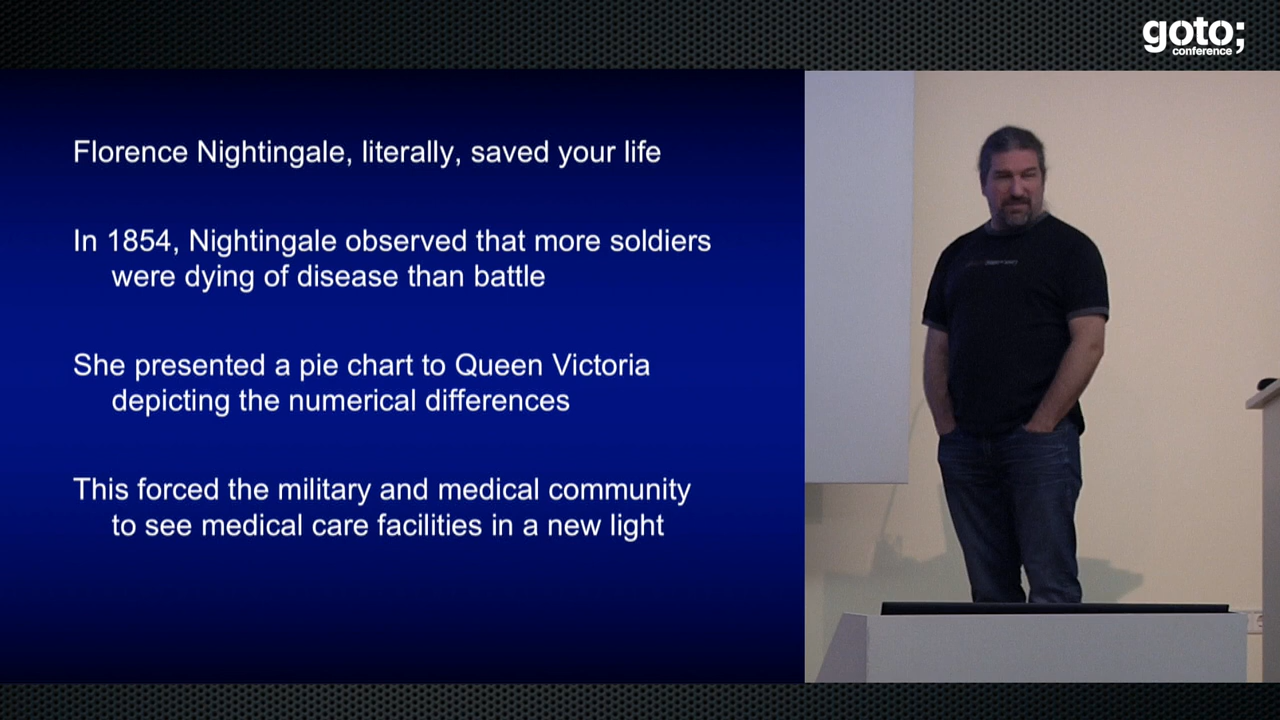 goto;
conference
Florence Nightingale, literally, saved your life
In 1854, Nightingale observed that more soldiers
were dying of disease than battle
She presented a pie chart to Queen Victoria
depicting the numerical differences
This forced the military and medical community
to see medical care facilities in a new light